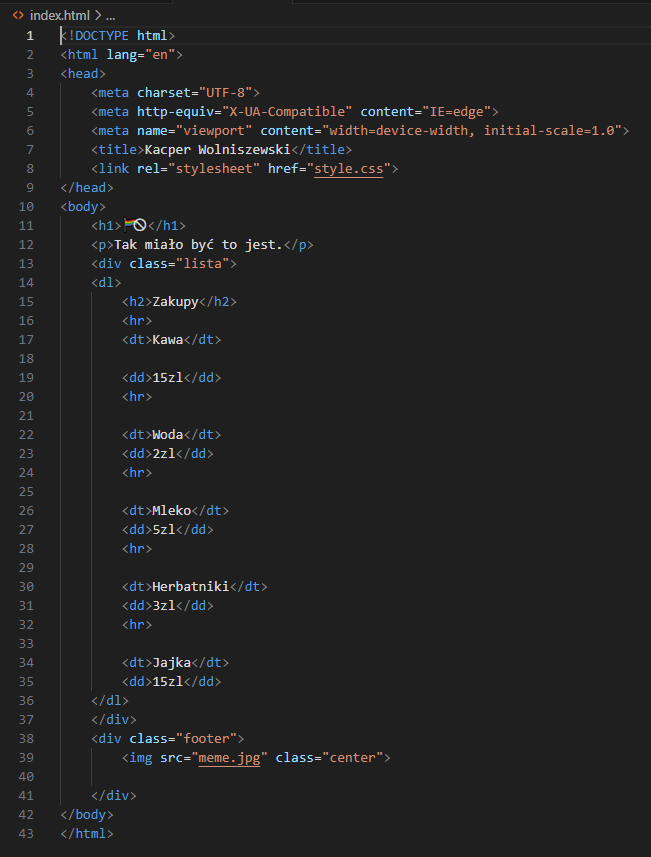 <> index.html > ...
1 <!DOCTYPE html>
2 <html lang="en">
3 <head>
4 <meta charset="UTF-8">
5 <meta http-equiv="X-UA-Compatible" content="IE=edge">
6 <meta name="viewport" content="width=device-width, initial-scale=1.0">
7 <title>Kacper Wolniszewski</title>
8 <link rel="stylesheet" href="style.css">
9 </head>
10 <body>
11 <h1>🏳️‍🌈🚫</h1>
12 <p>Tak miało być to jest.</p>
13 <div class="lista">
14 <dl>
15 <h2>Zakupy</h2>
16 <hr>
17 <dt>Kawa</dt>
18
19 <dd>15zl</dd>
20 <hr>
21
22 <dt>Woda</dt>
23 <dd>2zl</dd>
24 <hr>
25
26 <dt>Mleko</dt>
27 <dd>5zl</dd>
28 <hr>
29
30 <dt>Herbatniki</dt>
31 <dd>3zl</dd>
32 <hr>
33
34 <dt>Jajka</dt>
35 <dd>15zl</dd>
36 </dl>
37 </div>
38 <div class="footer">
39 <img src="meme.jpg" class="center">
40
41 </div>
42 </body>
43 </html>